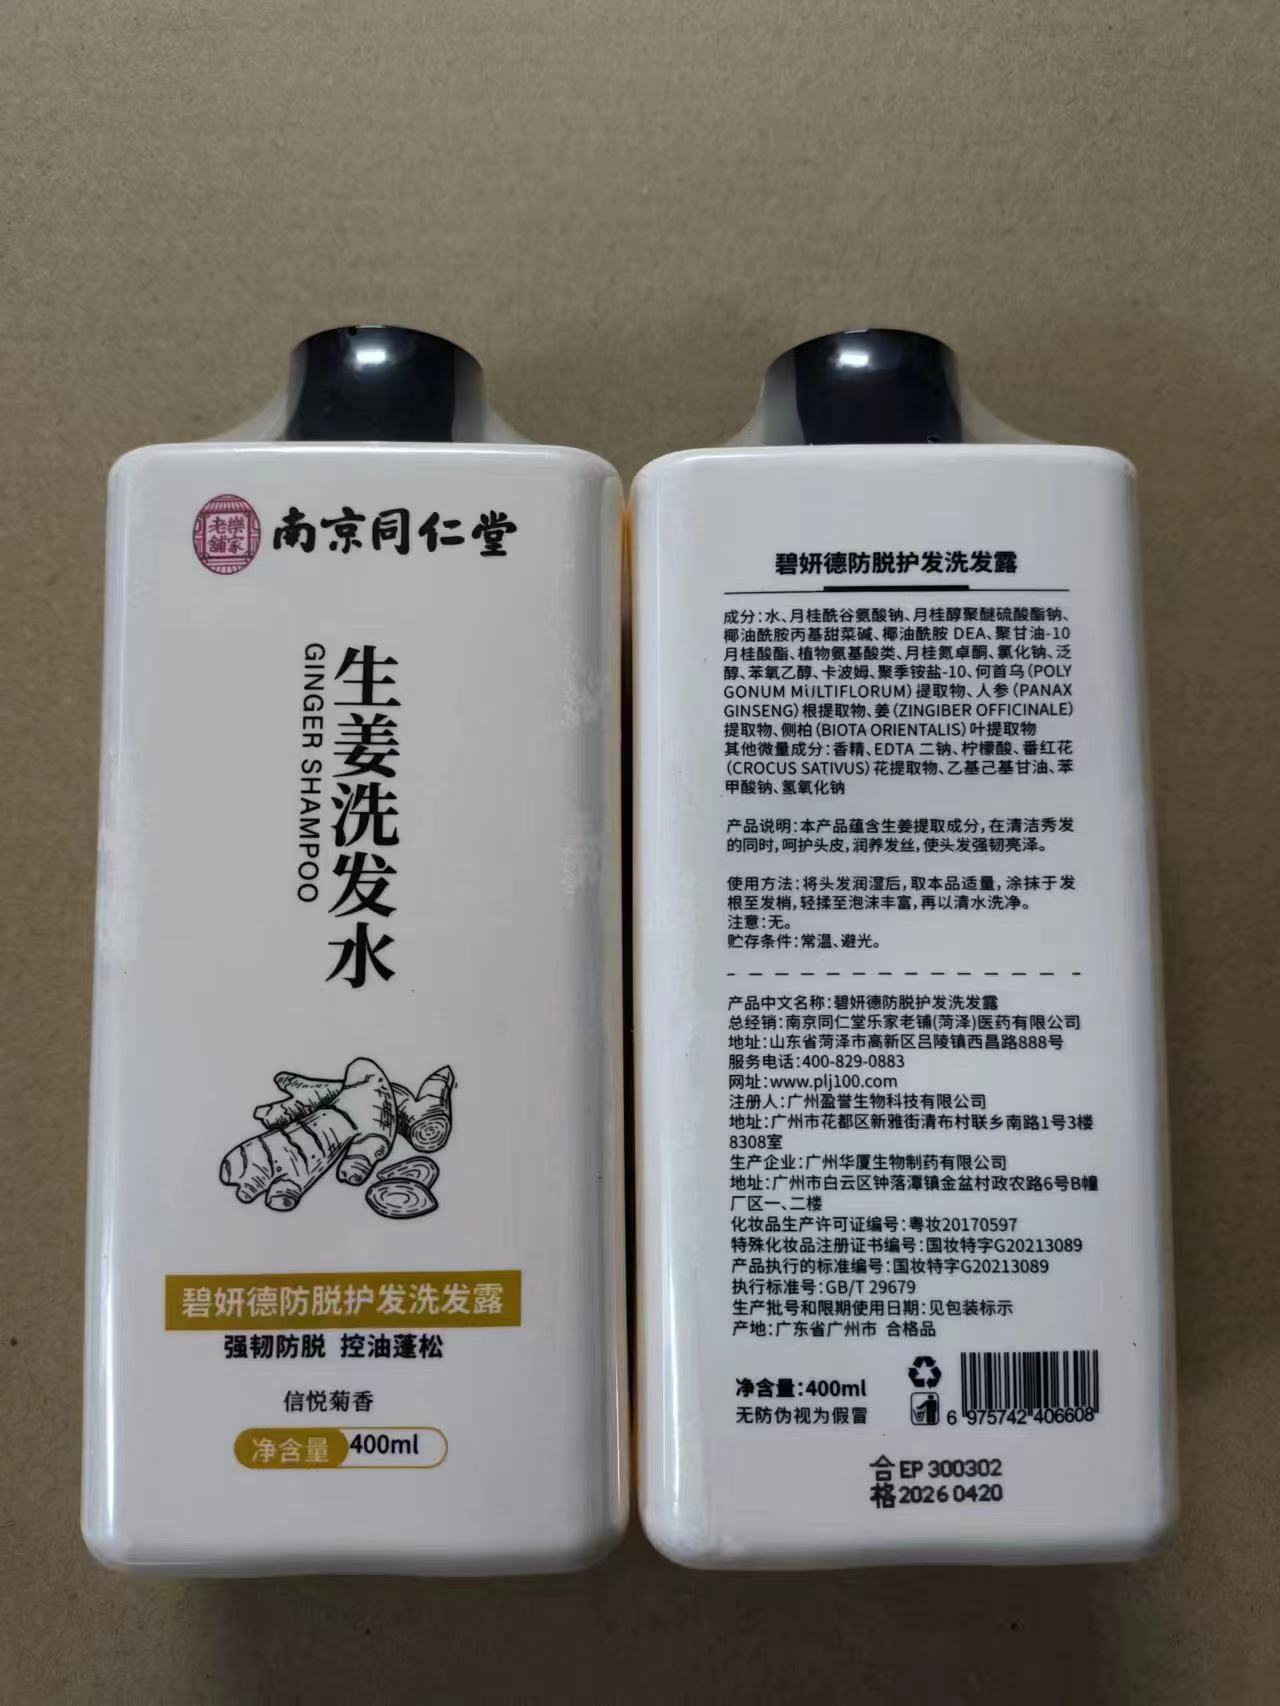 老樂
舖家
南京同仁堂
生姜洗发水
GINGER SHAMPOO
碧妍德防脱护发洗发露
强韧防脱 控油蓬松
信悦菊香
净含量 400ml
碧妍德防脱护发洗发露
成分:水、月桂酰谷氨酸钠、月桂醇聚醚硫酸酯钠、
椰油酰胺丙基甜菜碱、椰油酰胺 DEA、聚甘油-10
月桂酸酯、植物氨基酸类、月桂氮卓酮、氯化钠、泛
醇、苯氧乙醇、卡波姆、聚季铵盐-10、何首乌(POLY
GONUM MULTIFLORUM)提取物、人参(PANAX
GINSENG)根提取物、姜(ZINGIBER OFFICINALE)
提取物、侧柏(BIOTA ORIENTALIS)叶提取物
其他微量成分:香精、EDTA 二钠、柠檬酸、番红花
(CROCUS SATIVUS)花提取物、乙基己基甘油、苯
甲酸钠、氢氧化钠
产品说明:本产品蕴含生姜提取成分,在清洁秀发
的同时,呵护头皮,润养发丝,使头发强韧亮泽。
使用方法:将头发润湿后,取本品适量,涂抹于发
根至发梢,轻揉至泡沫丰富,再以清水洗净。
注意:无。
贮存条件:常温、避光。
产品中文名称:碧妍德防脱护发洗发露
总经销:南京同仁堂乐家老铺(菏泽)医药有限公司
地址:山东省菏泽市高新区吕陵镇西昌路888号
服务电话:400-829-0883
网址:www.plj100.com
注册人:广州盈誉生物科技有限公司
地址:广州市花都区新雅街清布村联乡南路1号3楼
8308室
生产企业:广州华厦生物制药有限公司
地址:广州市白云区钟落潭镇金盆村政农路6号B幢
厂区一、二楼
化妆品生产许可证编号:粤妆20170597
特殊化妆品注册证书编号:国妆特字G20213089
产品执行的标准编号:国妆特字G20213089
执行标准号:GB/T 29679
生产批号和限期使用日期:见包装标示
产地:广东省广州市 合格品
净含量:400ml
无防伪视为假冒
6 975742 406608
合 EP 300302
格 2026 0420